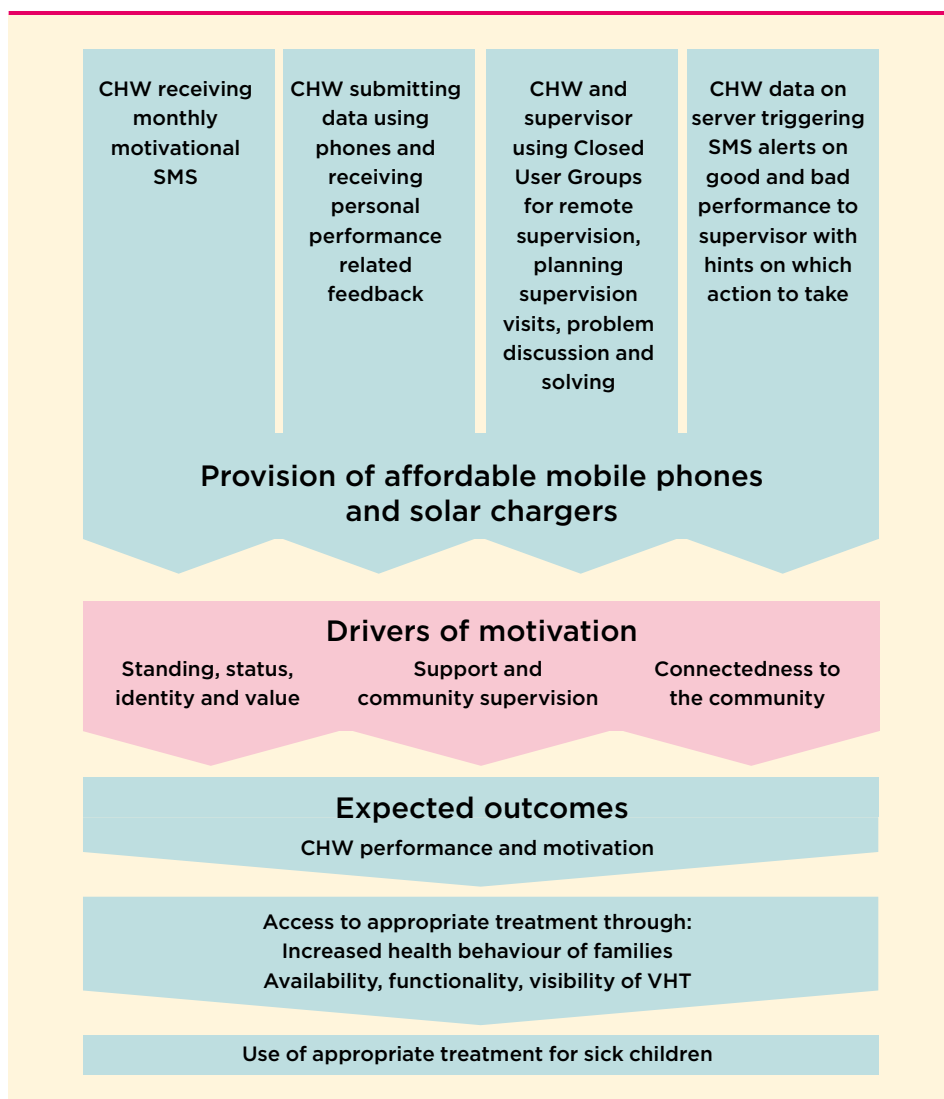 CHW receiving
monthly
motivational
SMS
CHW submitting
data using
phones and
receiving
personal
performance
related
feedback
CHW and
supervisor
using Closed
User Groups
for remote
supervision,
planning
supervision
visits, problem
discussion and
solving
CHW data on
server triggering
SMS alerts on
good and bad
performance to
supervisor with
hints on which
action to take
Provision of affordable mobile phones
and solar chargers
Drivers of motivation
Standing, status,
identity and value
Support and
community supervision
Connectedness to
the community
Expected outcomes
CHW performance and motivation
Access to appropriate treatment through:
Increased health behaviour of families
Availability, functionality, visibility of VHT
Use of appropriate treatment for sick children